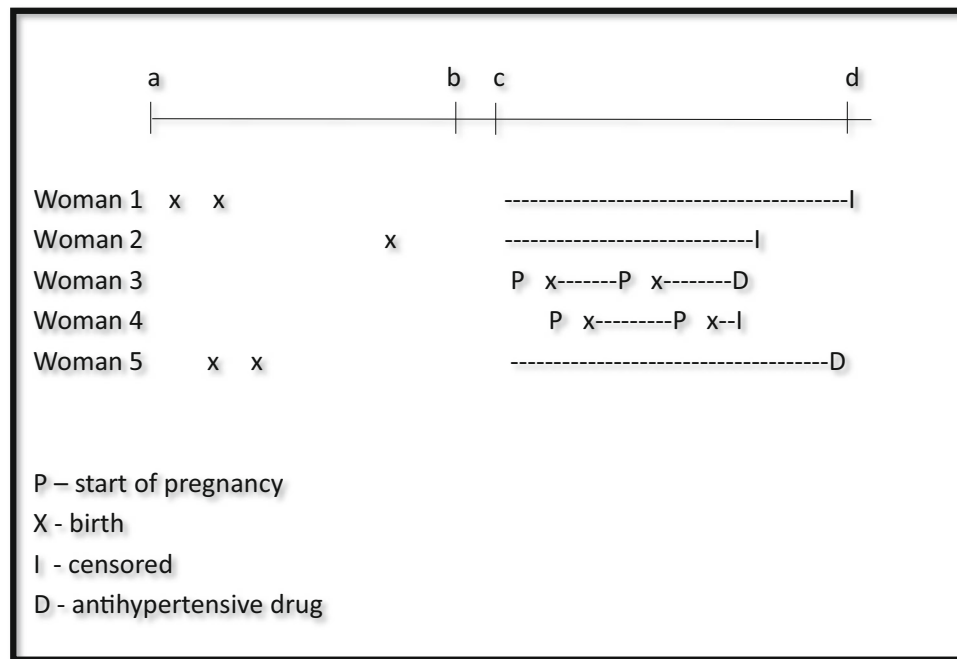 a b c d
Woman 1 x x ----------------------------------------I
Woman 2 x -----------------------------I
Woman 3 P x-------P x--------D
Woman 4 P x---------P x--I
Woman 5 x x -------------------------------------D
P – start of pregnancy
X - birth
I - censored
D - antihypertensive drug